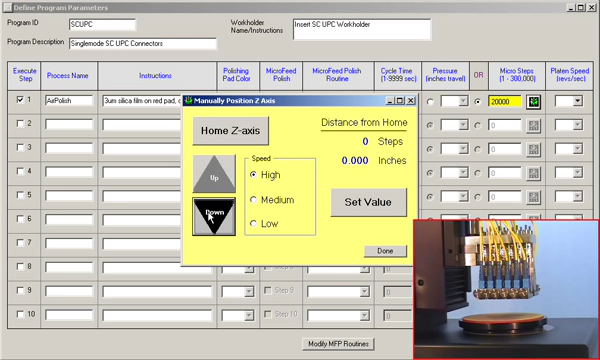 Define Program Parameters
Program ID SCUPC Workholder Name/Instructions Insert SC UPC Workholder
Program Description Singlemode SC UPC Connectors
Execute Step Process Name Instructions Polishing Pad Color MicroFeed Polish MicroFeed Polish Routine Cycle Time (1-9999 sec) Pressure (inches travel) OR Micro Steps (1 - 300,000) Platen Speed (revs/sec)
1 AirPolish 3um silica film on red pad, 20000
Manually Position Z Axis
Home Z-axis
Distance from Home
0 Steps
0.000 Inches
Up
Speed
High
Medium
Low
Down
Set Value
Done
2
3
4
5
6
7
8 Step 9 0
9
10 Step 10 0
Modify MFP Routines